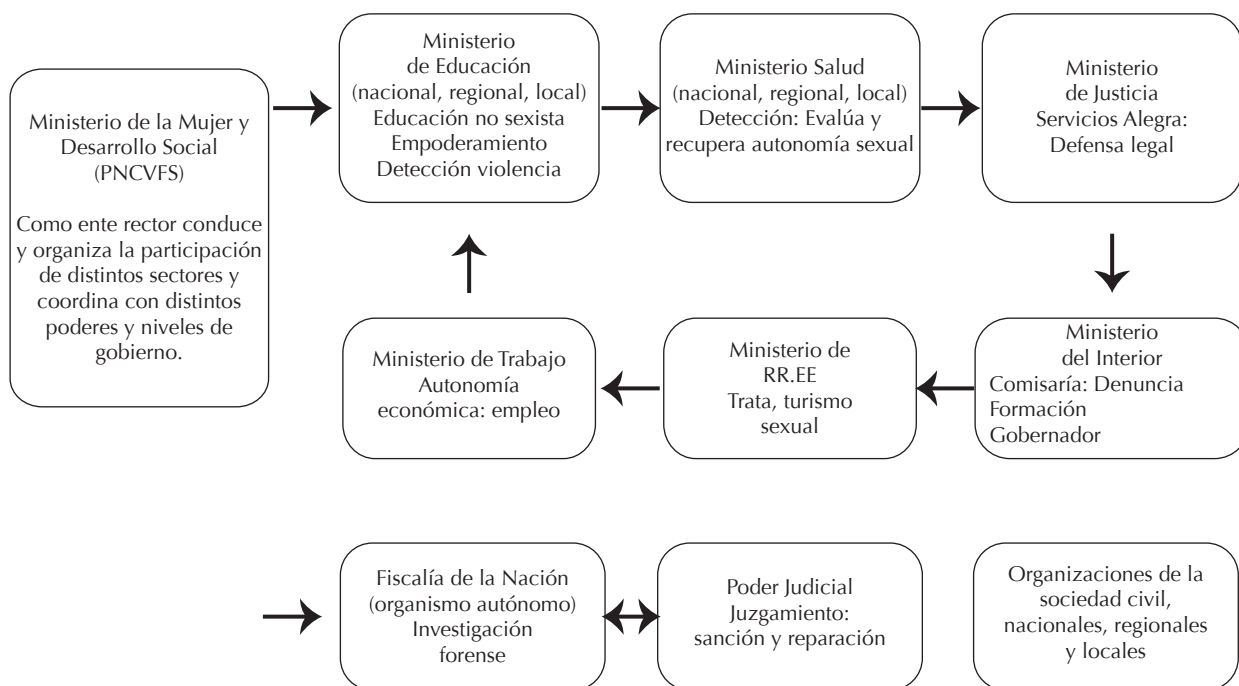 Ministerio de la Mujer y
Desarrollo Social
(PNCVFS)
Como ente rector conduce
y organiza la participación
de distintos sectores y
coordina con distintos
poderes y niveles de
gobierno.
Ministerio
de Educación
(nacional, regional, local)
Educación no sexista
Empoderamiento
Detección violencia
Ministerio Salud
(nacional, regional, local)
Detección: Evalúa y
recupera autonomía sexual
Ministerio
de Justicia
Servicios Alegra:
Defensa legal
Ministerio
del Interior
Comisaría: Denuncia
Formación
Gobernador
Ministerio de
RR.EE
Trata, turismo
sexual
Ministerio de Trabajo
Autonomía
económica: empleo
Fiscalía de la Nación
(organismo autónomo)
Investigación
forense
Poder Judicial
Juzgamiento:
sanción y reparación
Organizaciones de la
sociedad civil,
nacionales, regionales
y locales